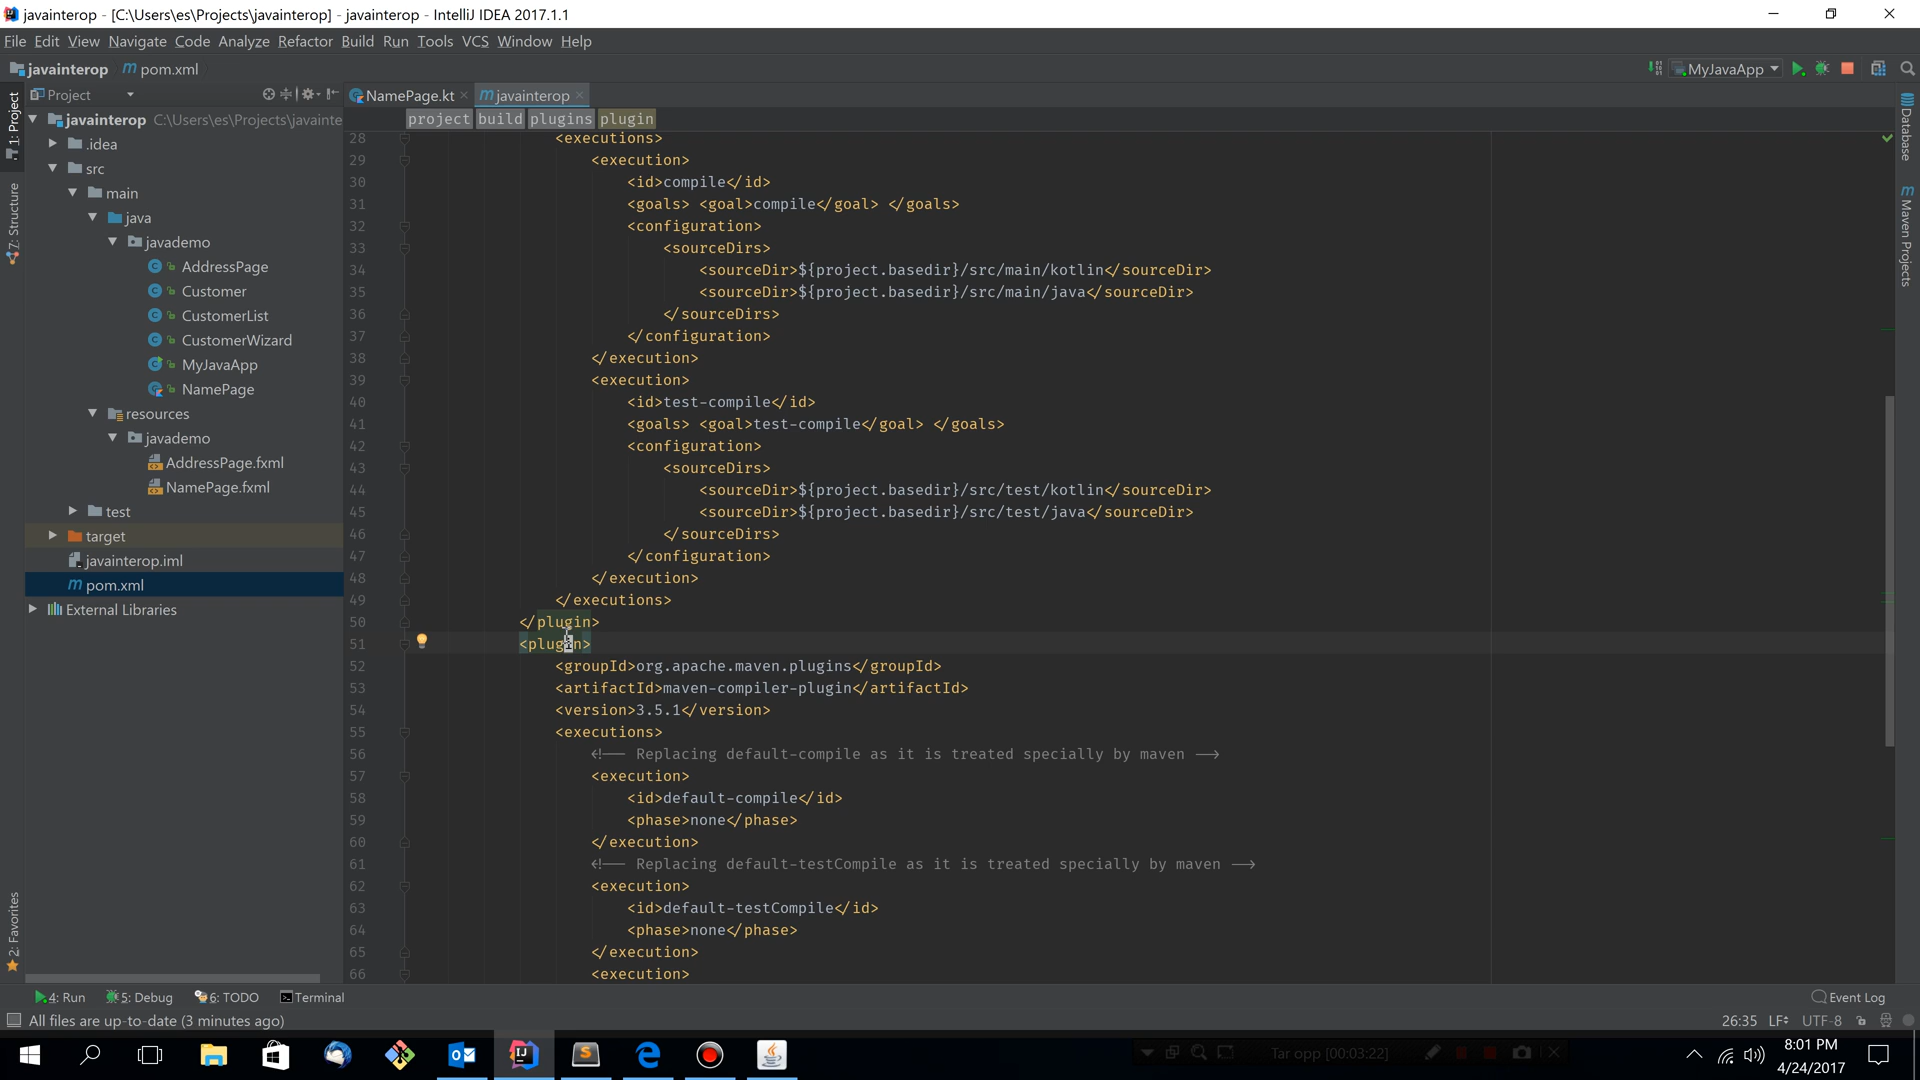 javainterop - [C:\Users\es\Projects\javainterop] - javainterop - IntelliJ IDEA 2017.1.1
File Edit View Navigate Code Analyze Refactor Build Run Tools VCS Window Help
javainterop pom.xml
MyJavaApp
Project
NamePage.kt
javainterop
1: Project
7: Structure
2: Favorites
Database
Maven Projects
javainterop C:\Users\es\Projects\javainte
.idea
src
main
java
javademo
AddressPage
Customer
CustomerList
CustomerWizard
MyJavaApp
NamePage
resources
javademo
AddressPage.fxml
NamePage.fxml
test
target
javainterop.iml
pom.xml
External Libraries
project build plugins plugin
28 <executions>
29 <execution>
30 <id>compile</id>
31 <goals> <goal>compile</goal> </goals>
32 <configuration>
33 <sourceDirs>
34 <sourceDir>${project.basedir}/src/main/kotlin</sourceDir>
35 <sourceDir>${project.basedir}/src/main/java</sourceDir>
36 </sourceDirs>
37 </configuration>
38 </execution>
39 <execution>
40 <id>test-compile</id>
41 <goals> <goal>test-compile</goal> </goals>
42 <configuration>
43 <sourceDirs>
44 <sourceDir>${project.basedir}/src/test/kotlin</sourceDir>
45 <sourceDir>${project.basedir}/src/test/java</sourceDir>
46 </sourceDirs>
47 </configuration>
48 </execution>
49 </executions>
50 </plugin>
51 <plugin>
52 <groupId>org.apache.maven.plugins</groupId>
53 <artifactId>maven-compiler-plugin</artifactId>
54 <version>3.5.1</version>
55 <executions>
56 <!-- Replacing default-compile as it is treated specially by maven -->
57 <execution>
58 <id>default-compile</id>
59 <phase>none</phase>
60 </execution>
61 <!-- Replacing default-testCompile as it is treated specially by maven -->
62 <execution>
63 <id>default-testCompile</id>
64 <phase>none</phase>
65 </execution>
66 <execution>
4: Run 5: Debug 6: TODO Terminal Event Log
All files are up-to-date (3 minutes ago) 26:35 LF÷ UTF-8
Tar opp [00:03:22]
8:01 PM
4/24/2017